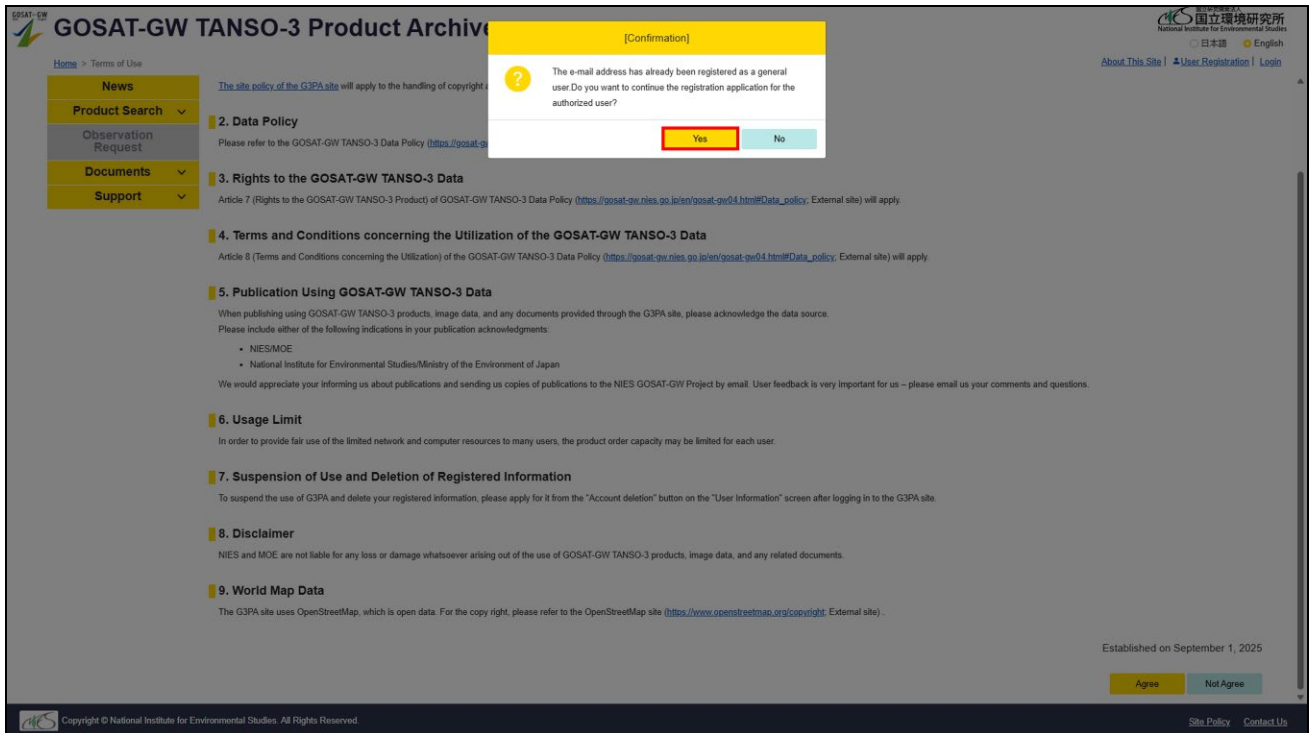 GOSAT-GW
GOSAT-GW TANSO-3 Product Archive
国立研究開発法人
国立環境研究所
National Institute for Environmental Studies
日本語 English
Home > Terms of Use
About This Site | User Registration | Login
[Confirmation]
The e-mail address has already been registered as a general
user.Do you want to continue the registration application for the
authorized user?
Yes No
News
Product Search
Observation
Request
Documents
Support
The site policy of the G3PA site will apply to the handling of copyright
2. Data Policy
Please refer to the GOSAT-GW TANSO-3 Data Policy (https://gosat-g
3. Rights to the GOSAT-GW TANSO-3 Data
Article 7 (Rights to the GOSAT-GW TANSO-3 Product) of GOSAT-GW TANSO-3 Data Policy (https://gosat-gw.nies.go.jp/en/gosat-gw04.html#Data_policy; External site) will apply.
4. Terms and Conditions concerning the Utilization of the GOSAT-GW TANSO-3 Data
Article 8 (Terms and Conditions concerning the Utilization) of the GOSAT-GW TANSO-3 Data Policy (https://gosat-gw.nies.go.jp/en/gosat-gw04.html#Data_policy; External site) will apply.
5. Publication Using GOSAT-GW TANSO-3 Data
When publishing using GOSAT-GW TANSO-3 products, image data, and any documents provided through the G3PA site, please acknowledge the data source.
Please include either of the following indications in your publication acknowledgments:
• NIES/MOE
• National Institute for Environmental Studies/Ministry of the Environment of Japan
We would appreciate your informing us about publications and sending us copies of publications to the NIES GOSAT-GW Project by email. User feedback is very important for us – please email us your comments and questions.
6. Usage Limit
In order to provide fair use of the limited network and computer resources to many users, the product order capacity may be limited for each user.
7. Suspension of Use and Deletion of Registered Information
To suspend the use of G3PA and delete your registered information, please apply for it from the "Account deletion" button on the "User Information" screen after logging in to the G3PA site.
8. Disclaimer
NIES and MOE are not liable for any loss or damage whatsoever arising out of the use of GOSAT-GW TANSO-3 products, image data, and any related documents.
9. World Map Data
The G3PA site uses OpenStreetMap, which is open data. For the copy right, please refer to the OpenStreetMap site (https://www.openstreetmap.org/copyright; External site) .
Established on September 1, 2025
Agree Not Agree
NIES Copyright © National Institute for Environmental Studies. All Rights Reserved.
Site Policy Contact Us